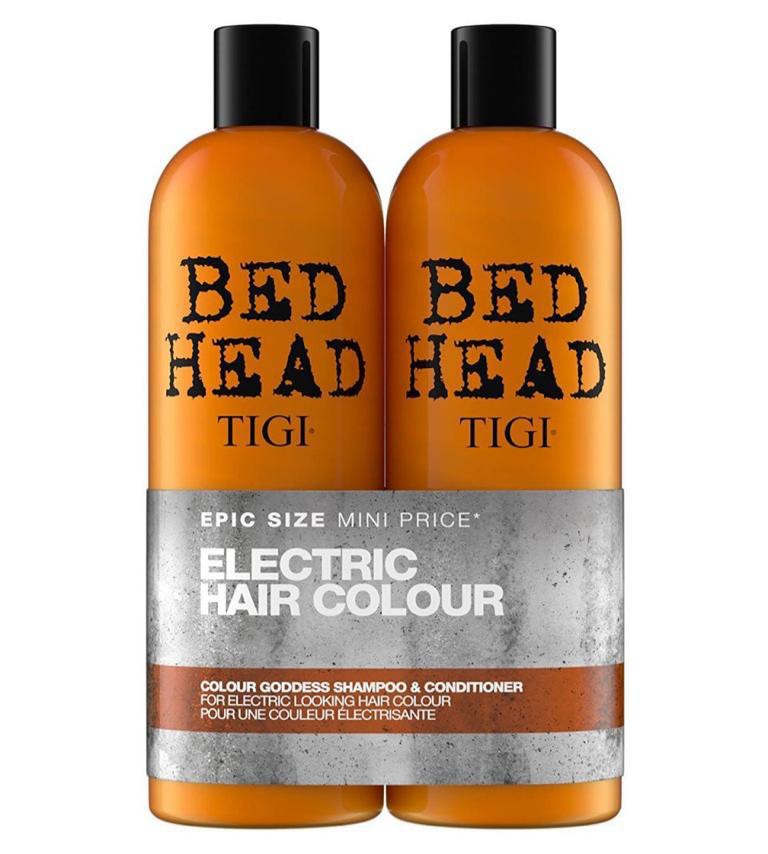 BED
HEAD
TIGI®
BED
HEAD
TIGI®
EPIC SIZE MINI PRICE*
ELECTRIC
HAIR COLOUR
COLOUR GODDESS SHAMPOO & CONDITIONER
FOR ELECTRIC LOOKING HAIR COLOUR
POUR UNE COULEUR ÉLECTRISANTE